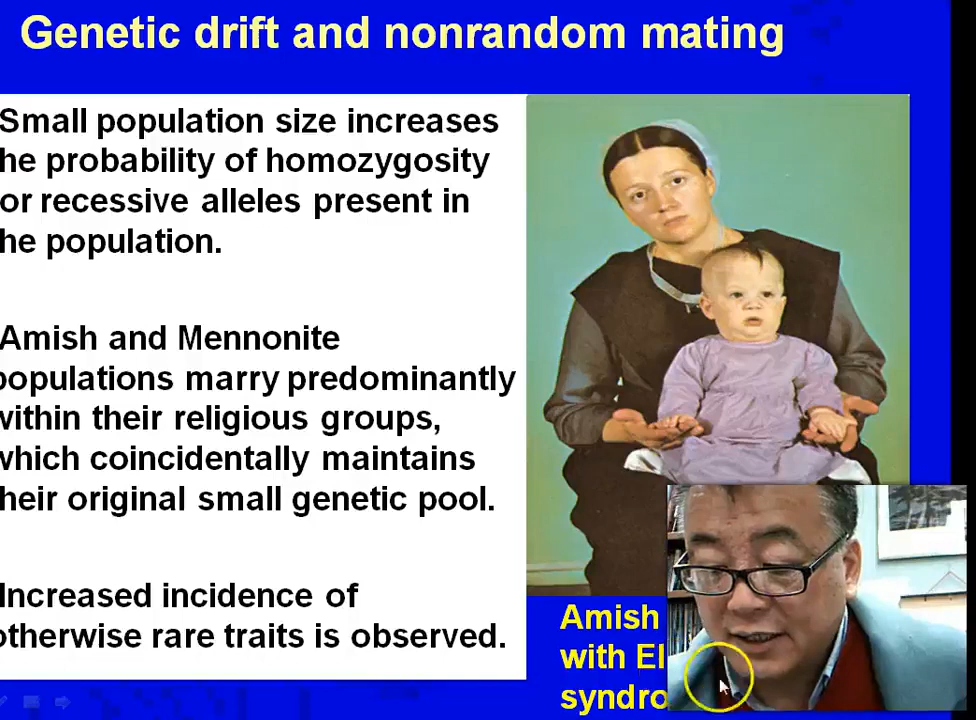 Genetic drift and nonrandom mating
Small population size increases
he probability of homozygosity
or recessive alleles present in
he population.
Amish and Mennonite
populations marry predominantly
within their religious groups,
which coincidentally maintains
heir original small genetic pool.
Increased incidence of
otherwise rare traits is observed.
Amish
with El
syndro